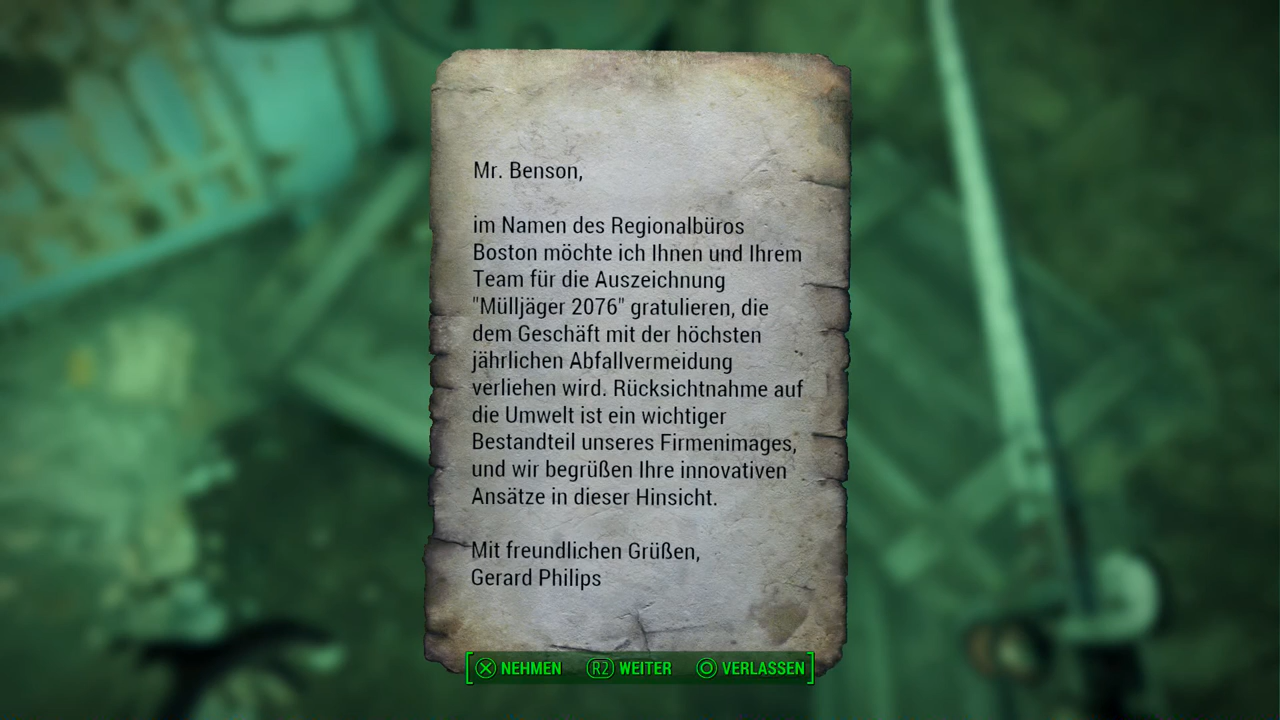 Mr. Benson,
im Namen des Regionalbüros
Boston möchte ich Ihnen und Ihrem
Team für die Auszeichnung
"Mülljäger 2076" gratulieren, die
dem Geschäft mit der höchsten
jährlichen Abfallvermeidung
verliehen wird. Rücksichtnahme auf
die Umwelt ist ein wichtiger
Bestandteil unseres Firmenimages,
und wir begrüßen Ihre innovativen
Ansätze in dieser Hinsicht.
Mit freundlichen Grüßen,
Gerard Philips
NEHMEN R2 WEITER VERLASSEN